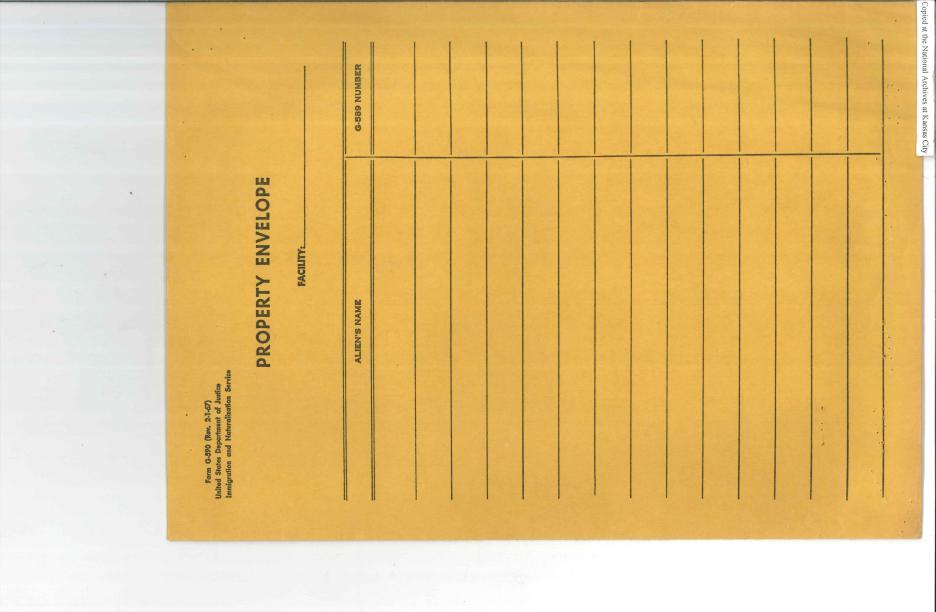 Form G-590 (Rev. 2-1-67)
United States Department of Justice
Immigration and Naturalization Service
PROPERTY ENVELOPE
FACILITY:
ALIEN'S NAME
G-589 NUMBER
Copied at the National Archives at Kansas City